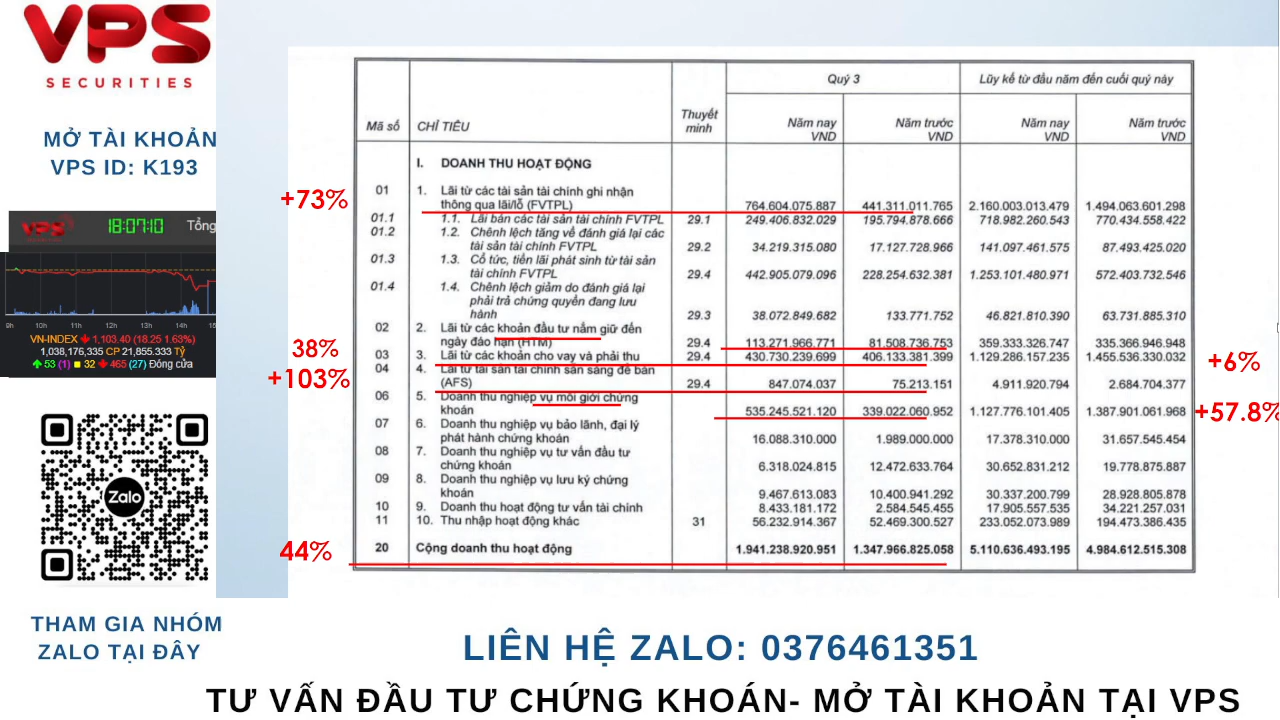 VPS
SECURITIES
MỞ TÀI KHOẢN
VPS ID: K193
18:07:10 Tổng
9h 10h 11h 12h 13h 14h 15
VN-INDEX 1,103.40 (18.25 1.63%)
1,038,176,335 CP 21,855.333 Tỷ
53 (1) 32 465 (27) Đóng cửa
Zalo
THAM GIA NHÓM
ZALO TẠI ĐÂY
Quý 3 Lũy kế từ đầu năm đến cuối quý này
Mã số CHỈ TIÊU Thuyết minh Năm nay VND Năm trước VND Năm nay VND Năm trước VND
I. DOANH THU HOẠT ĐỘNG
+73%
01 1. Lãi từ các tài sản tài chính ghi nhận
thông qua lãi/lỗ (FVTPL) 764.604.075.887 441.311.011.765 2.160.003.013.479 1.494.063.601.298
01.1 1.1. Lãi bán các tài sản tài chính FVTPL 29.1 249.406.832.029 195.794.878.666 718.982.260.543 770.434.558.422
01.2 1.2. Chênh lệch tăng về đánh giá lại các
tài sản tài chính FVTPL 29.2 34.219.315.080 17.127.728.966 141.097.461.575 87.493.425.020
01.3 1.3. Cổ tức, tiền lãi phát sinh từ tài sản
tài chính FVTPL 29.4 442.905.079.096 228.254.632.381 1.253.101.480.971 572.403.732.546
01.4 1.4. Chênh lệch giảm do đánh giá lại
phải trả chứng quyền đang lưu
hành 29.3 38.072.849.682 133.771.752 46.821.810.390 63.731.885.310
02 2. Lãi từ các khoản đầu tư nắm giữ đến
ngày đáo hạn (HTM) 29.4 113.271.966.771 81.508.736.753 359.333.326.747 335.366.946.948
38%
03 3. Lãi từ các khoản cho vay và phải thu 29.4 430.730.239.699 406.133.381.399 1.129.286.157.235 1.455.536.330.032
+6%
+103%
04 4. Lãi từ tài sản tài chính sẵn sàng để bán
(AFS) 29.4 847.074.037 75.213.151 4.911.920.794 2.684.704.377
06 5. Doanh thu nghiệp vụ môi giới chứng
khoán 535.245.521.120 339.022.060.952 1.127.776.101.405 1.387.901.061.968
+57.8%
07 6. Doanh thu nghiệp vụ bảo lãnh, đại lý
phát hành chứng khoán 16.088.310.000 1.989.000.000 17.378.310.000 31.657.545.454
08 7. Doanh thu nghiệp vụ tư vấn đầu tư
chứng khoán 6.318.024.815 12.472.633.764 30.652.831.212 19.778.875.887
09 8. Doanh thu nghiệp vụ lưu ký chứng
khoán 9.467.613.083 10.400.941.292 30.337.200.799 28.928.805.878
10 9. Doanh thu hoạt động tư vấn tài chính 8.433.181.172 2.584.545.455 17.905.557.535 34.221.257.031
11 10. Thu nhập hoạt động khác 31 56.232.914.367 52.469.300.527 233.052.073.989 194.473.386.435
44%
20 Cộng doanh thu hoạt động 1.941.238.920.951 1.347.966.825.058 5.110.636.493.195 4.984.612.515.308
LIÊN HỆ ZALO: 0376461351
TƯ VẤN ĐẦU TƯ CHỨNG KHOÁN- MỞ TÀI KHOẢN TẠI VPS